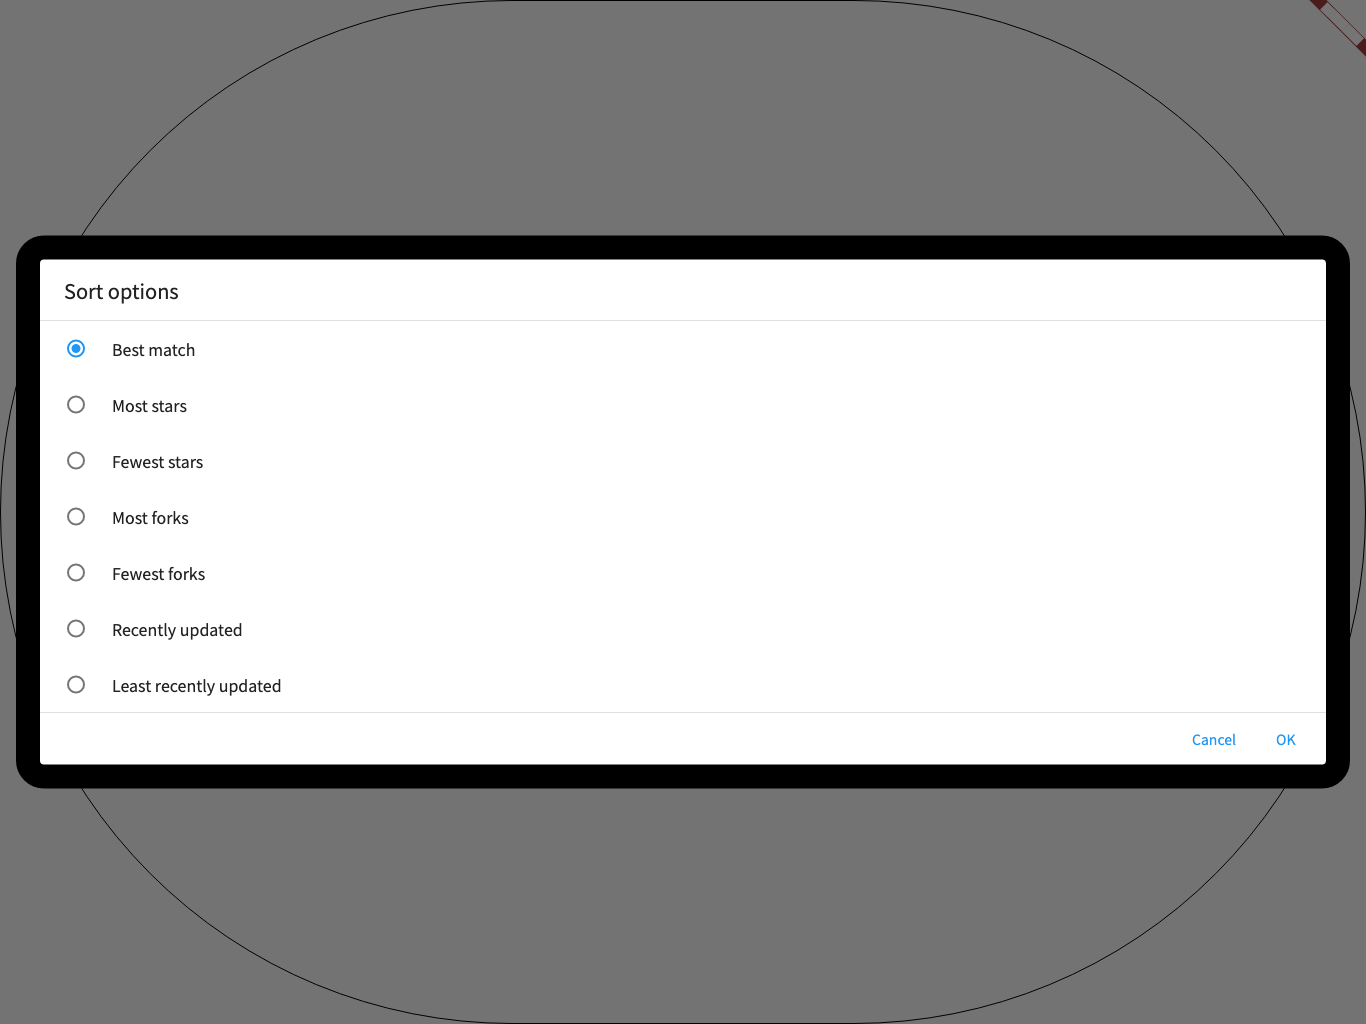 Sort options
Best match
Most stars
Fewest stars
Most forks
Fewest forks
Recently updated
Least recently updated
Cancel OK